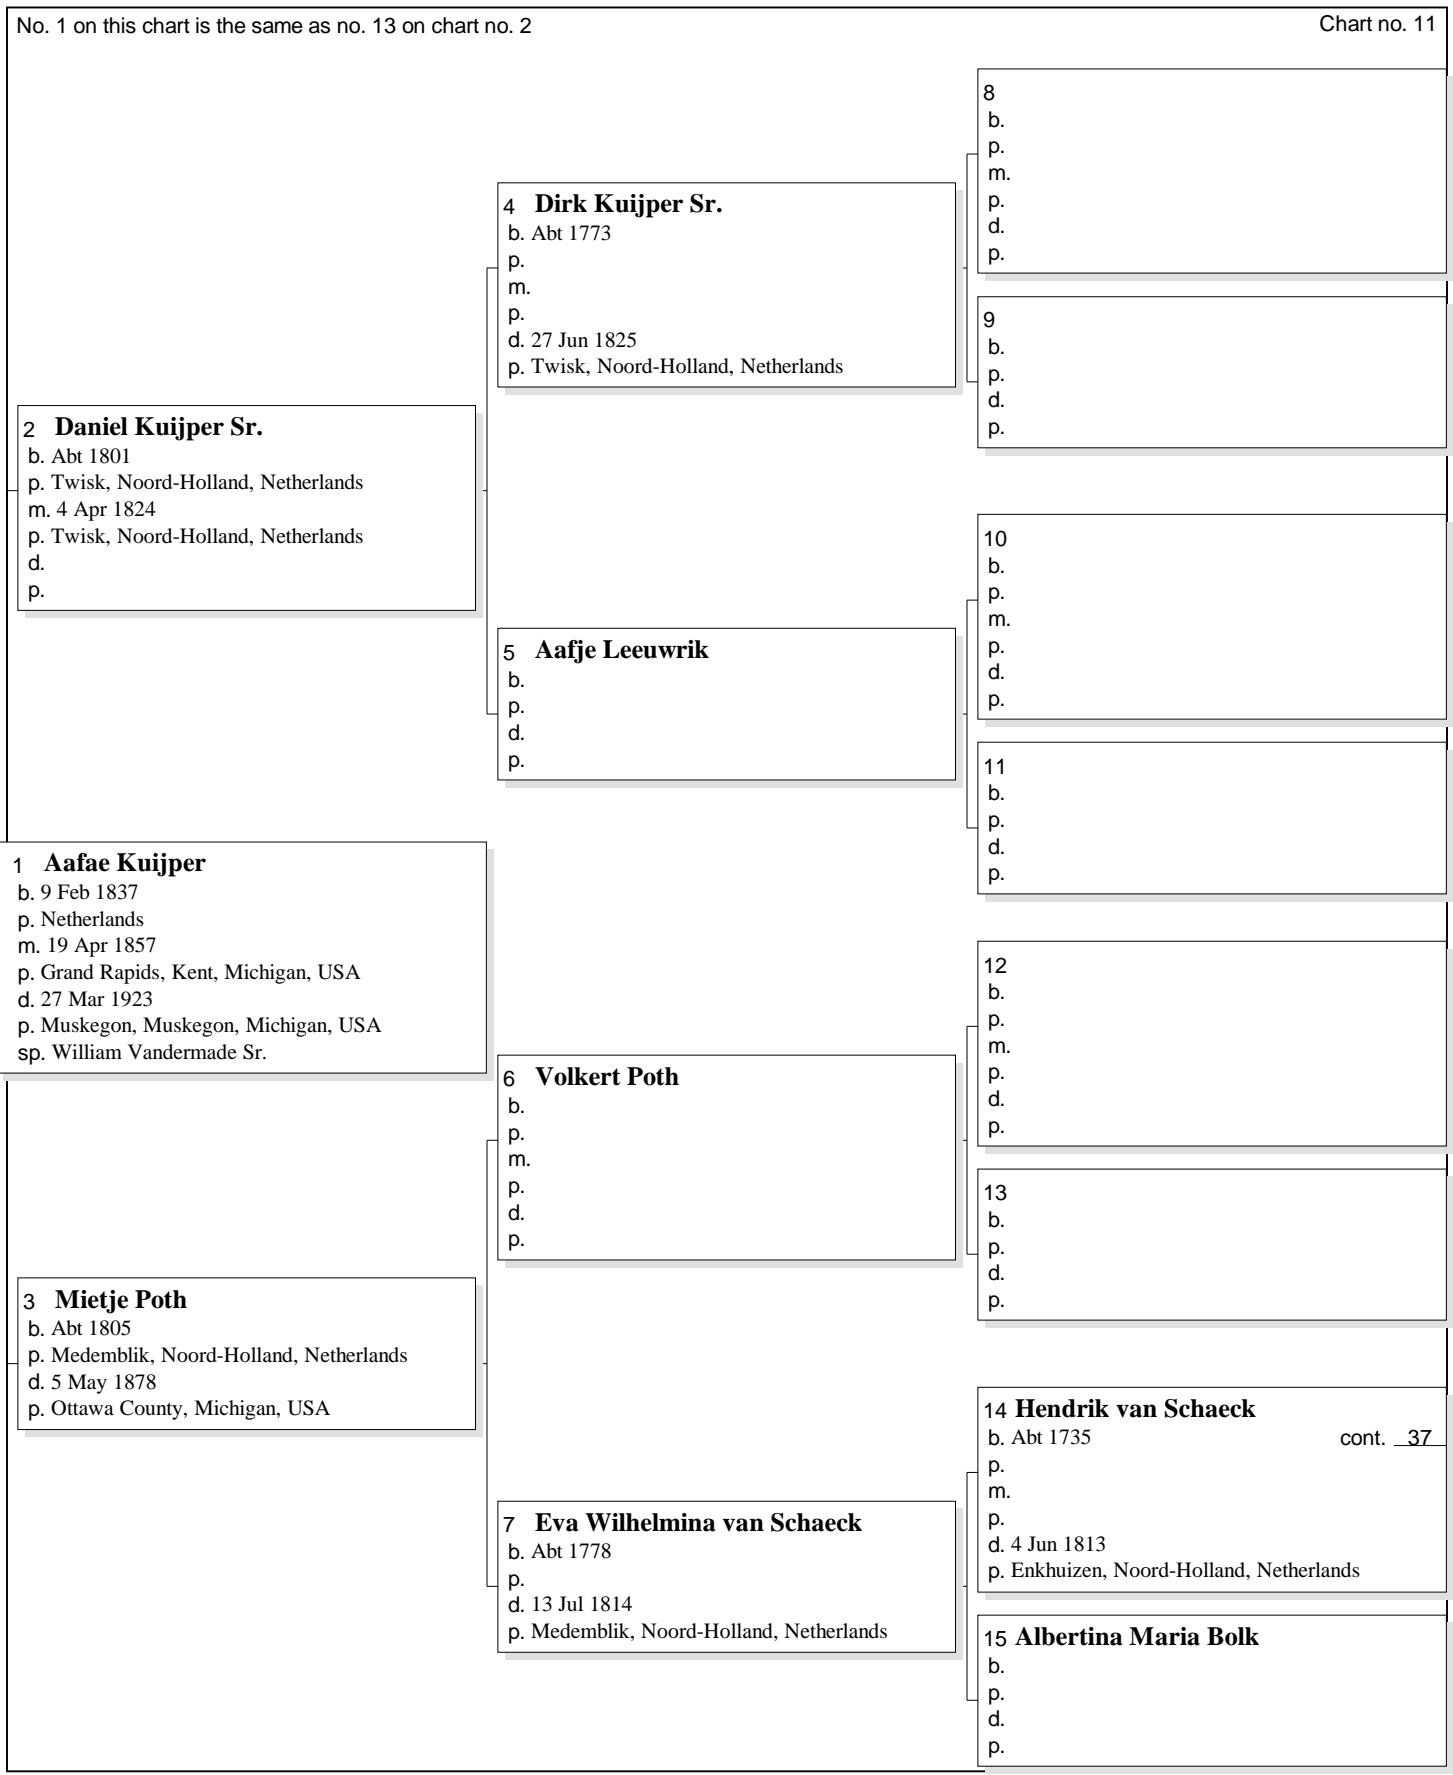 No. 1 on this chart is the same as no. 13 on chart no. 2
Chart no. 11
8
b.
p.
m.
p.
d.
p.
4 Dirk Kuijper Sr.
b. Abt 1773
p.
m.
p.
d. 27 Jun 1825
p. Twisk, Noord-Holland, Netherlands
9
b.
p.
d.
p.
2 Daniel Kuijper Sr.
b. Abt 1801
p. Twisk, Noord-Holland, Netherlands
m. 4 Apr 1824
p. Twisk, Noord-Holland, Netherlands
d.
p.
10
b.
p.
m.
p.
d.
p.
5 Aafje Leeuwrik
b.
p.
d.
p.
11
b.
p.
d.
p.
1 Aafae Kuijper
b. 9 Feb 1837
p. Netherlands
m. 19 Apr 1857
p. Grand Rapids, Kent, Michigan, USA
d. 27 Mar 1923
p. Muskegon, Muskegon, Michigan, USA
sp. William Vandermade Sr.
12
b.
p.
m.
p.
d.
p.
6 Volkert Poth
b.
p.
m.
p.
d.
p.
13
b.
p.
d.
p.
3 Mietje Poth
b. Abt 1805
p. Medemblik, Noord-Holland, Netherlands
d. 5 May 1878
p. Ottawa County, Michigan, USA
14 Hendrik van Schaeck
b. Abt 1735 cont. 37
p.
m.
p.
d. 4 Jun 1813
p. Enkhuizen, Noord-Holland, Netherlands
7 Eva Wilhelmina van Schaeck
b. Abt 1778
p.
d. 13 Jul 1814
p. Medemblik, Noord-Holland, Netherlands
15 Albertina Maria Bolk
b.
p.
d.
p.